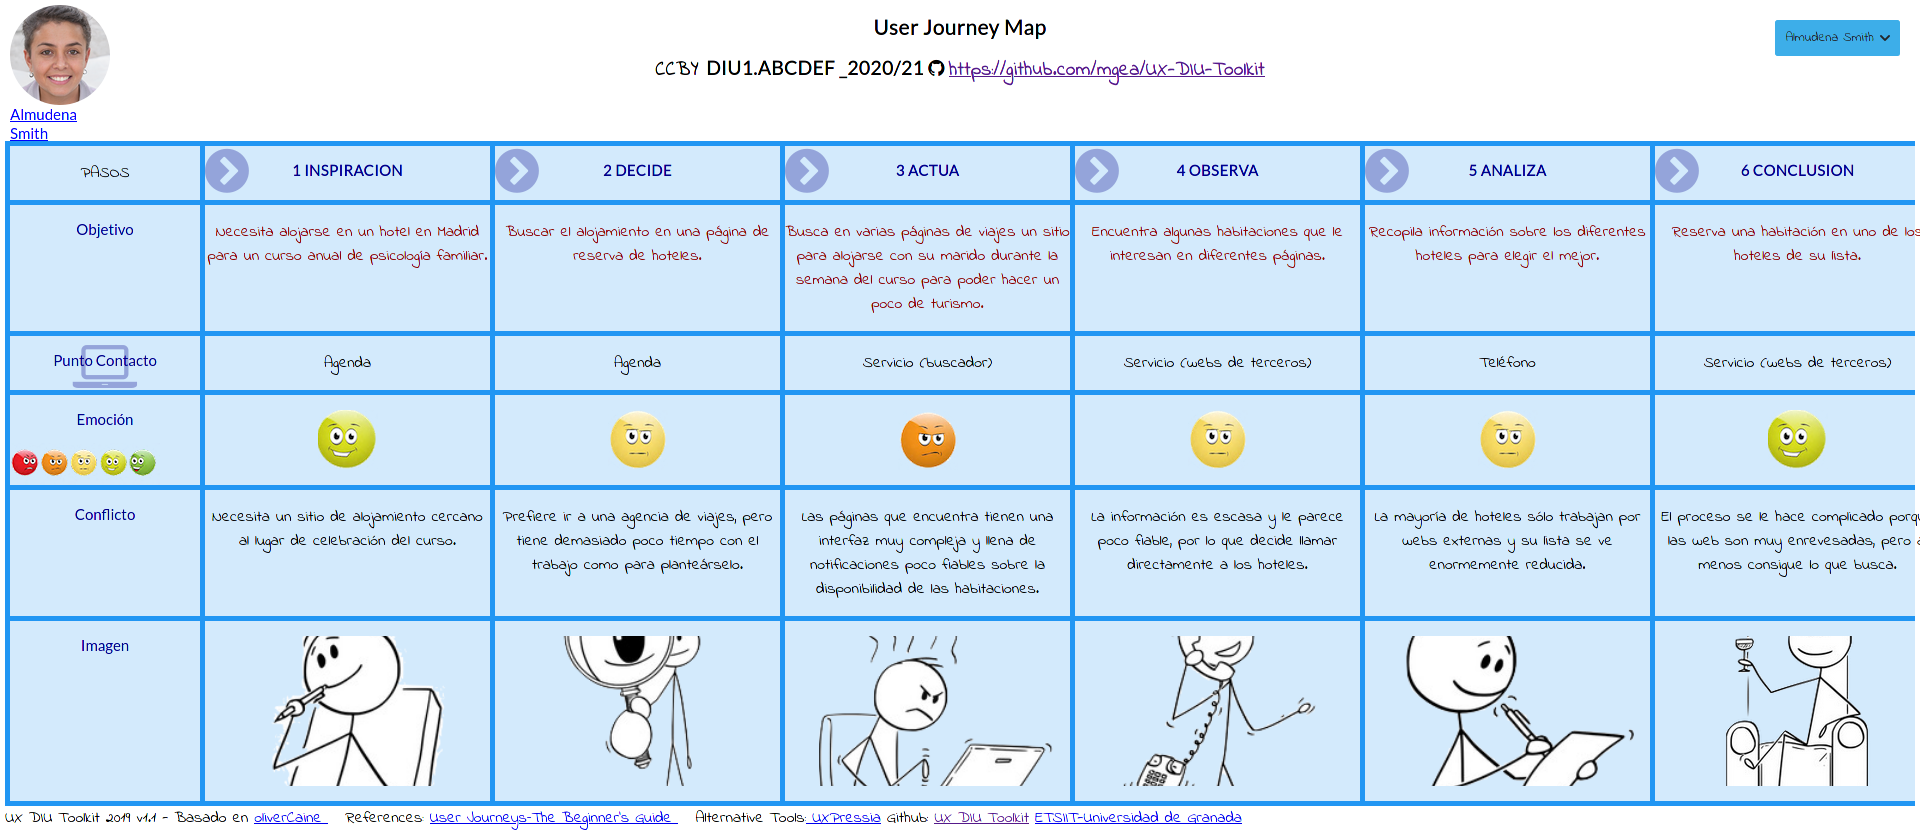 User Journey Map
Almudena Smith
CCBY DIU1.ABCDEF _2020/21 https://github.com/mgea/UX-DIU-Toolkit
Almudena
Smith
PASOS
1 INSPIRACION
2 DECIDE
3 ACTUA
4 OBSERVA
5 ANALIZA
6 CONCLUSION
Objetivo
Necesita alojarse en un hotel en Madrid
para un curso anual de psicología familiar.
Buscar el alojamiento en una página de
reserva de hoteles.
Busca en varias páginas de viajes un sitio
para alojarse con su marido durante la
semana del curso para poder hacer un
poco de turismo.
Encuentra algunas habitaciones que le
interesan en diferentes páginas.
Recopila información sobre los diferentes
hoteles para elegir el mejor.
Reserva una habitación en uno de los
hoteles de su lista.
Punto Contacto
Agenda
Agenda
Servicio (buscador)
Servicio (webs de terceros)
Teléfono
Servicio (webs de terceros)
Emoción
Conflicto
Necesita un sitio de alojamiento cercano
al lugar de celebración del curso.
Prefiere ir a una agencia de viajes, pero
tiene demasiado poco tiempo con el
trabajo como para planteárselo.
Las páginas que encuentra tienen una
interfaz muy compleja y llena de
notificaciones poco fiables sobre la
disponibilidad de las habitaciones.
La información es escasa y le parece
poco fiable, por lo que decide llamar
directamente a los hoteles.
La mayoría de hoteles sólo trabajan por
webs externas y su lista se ve
enormemente reducida.
El proceso se le hace complicado porqu
las web son muy enrevesadas, pero a
menos consigue lo que busca.
Imagen
UX DIU Toolkit 2019 v1.1 - Basado en oliverCaine References: User Journeys-The Beginner's Guide Alternative Tools: UXPressia Github: UX DIU Toolkit ETSIIT-Universidad de Granada